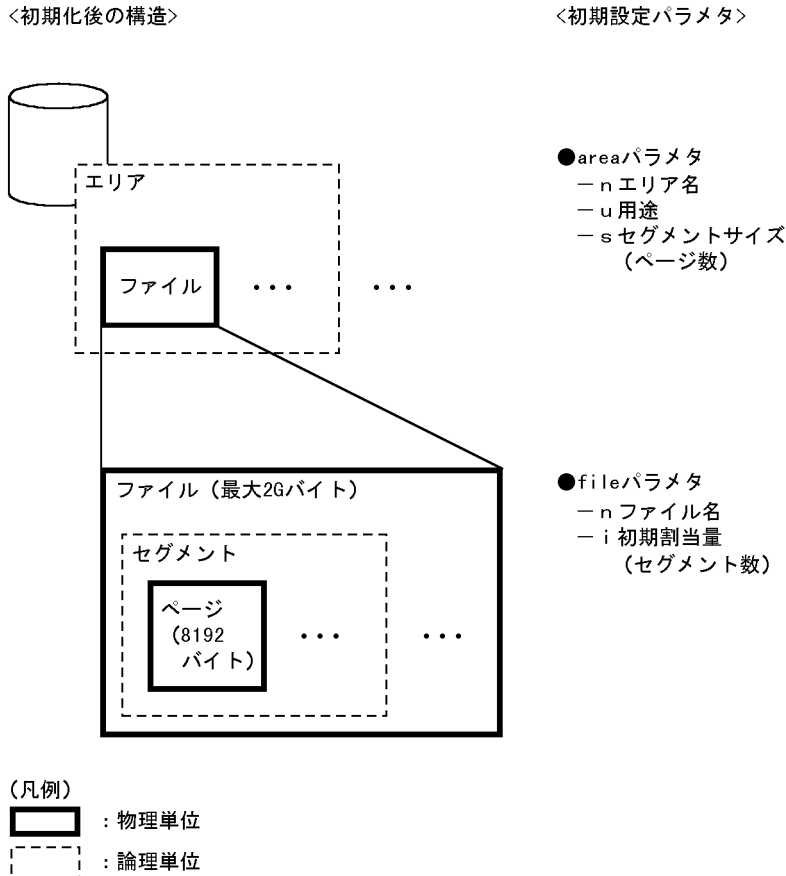 <初期化後の構造>
<初期設定パラメタ>
エリア
ファイル
・・・
・・・
●areaパラメタ
－ｎエリア名
－ｕ用途
－ｓセグメントサイズ
（ページ数）
ファイル（最大2Gバイト）
セグメント
ページ
（8192
バイト）
・・・
・・・
●fileパラメタ
－ｎファイル名
－ｉ初期割当量
（セグメント数）
（凡例）
：物理単位
：論理単位